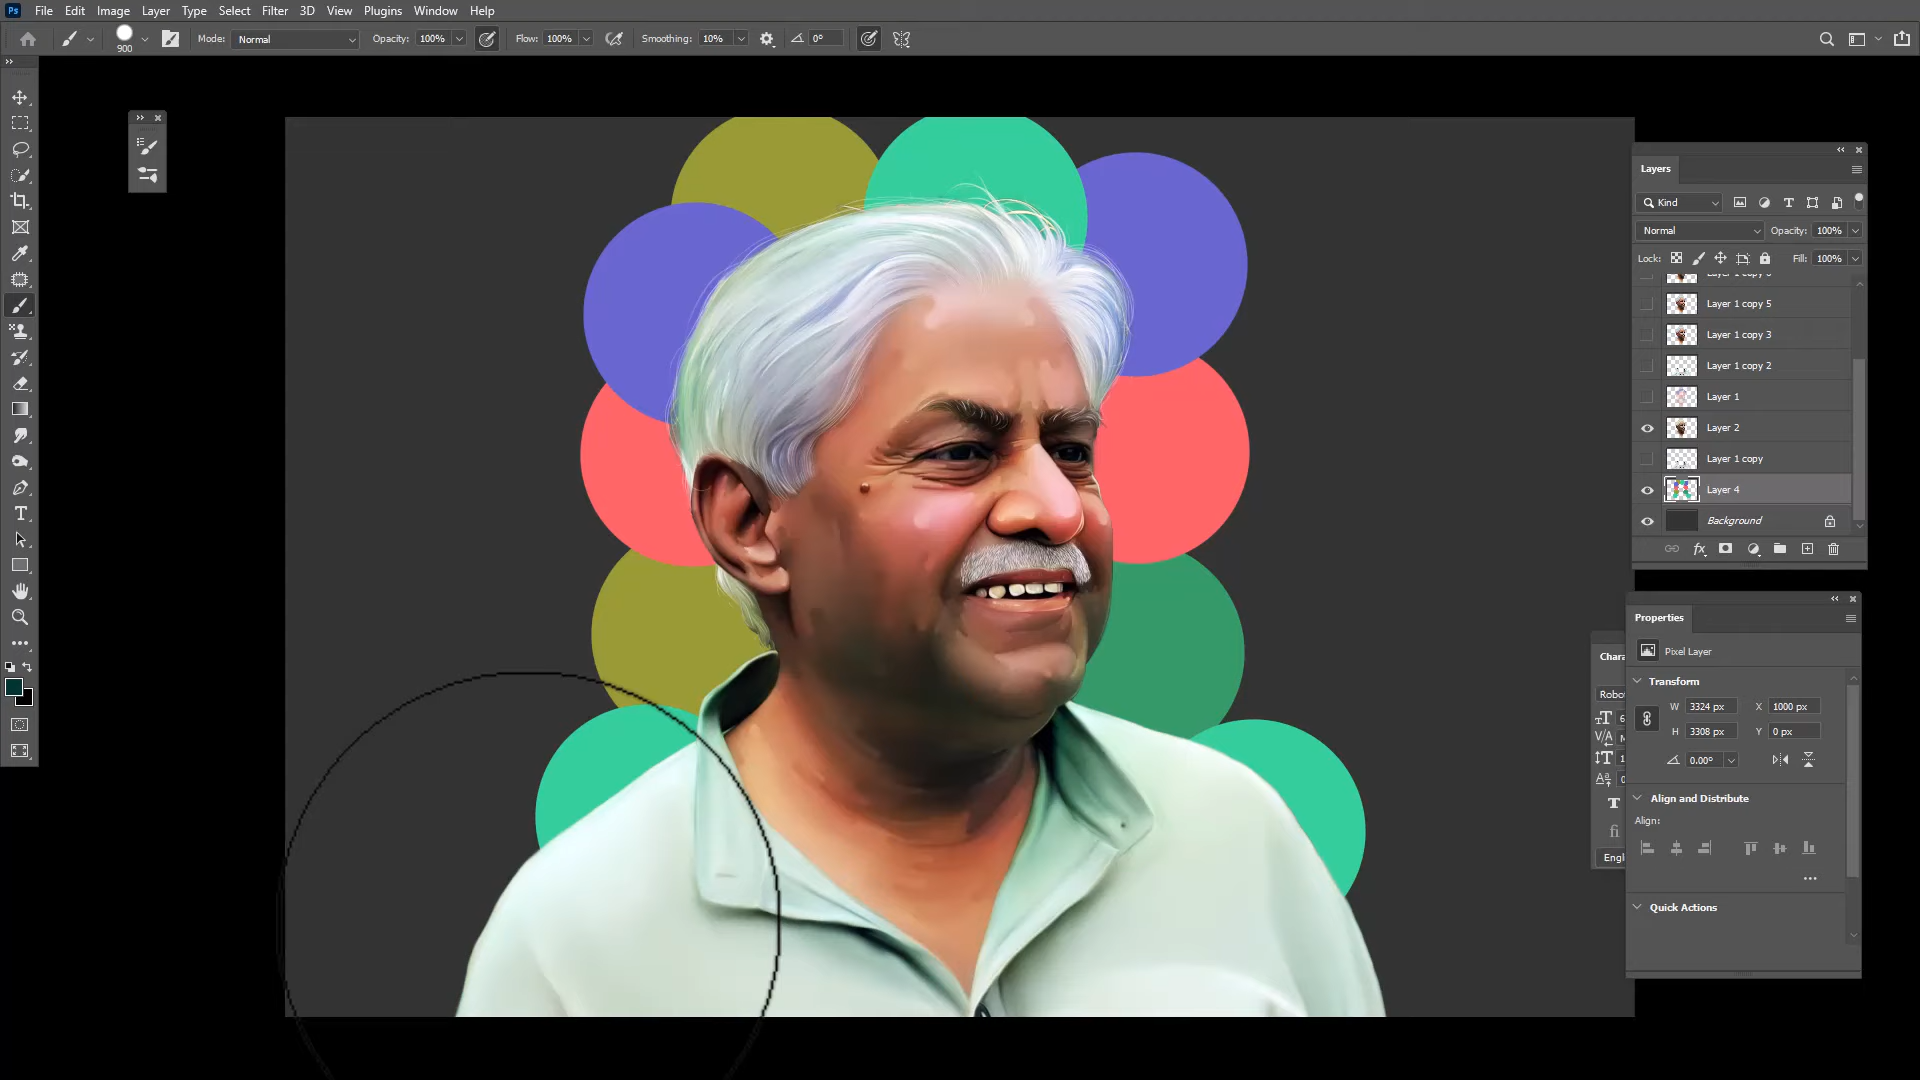 Ps File Edit Image Layer Type Select Filter 3D View Plugins Window Help
900 Mode: Normal Opacity: 100% Flow: 100% Smoothing: 10% 0°
Layers
Kind
Normal Opacity: 100%
Lock: Fill: 100%
Layer 1 copy 5
Layer 1 copy 3
Layer 1 copy 2
Layer 1
Layer 2
Layer 1 copy
Layer 4
Background
fx
Properties
Chara
Pixel Layer
Transform
Robo
W 3324 px X 1000 px
H 3308 px Y 0 px
0.00°
Align and Distribute
Align:
fi
Engl
Quick Actions